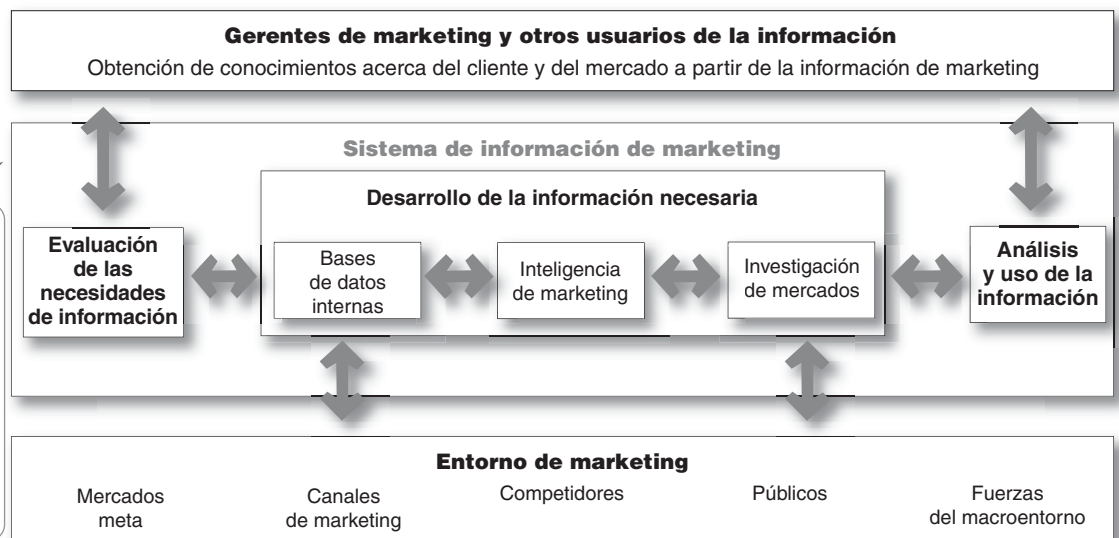 Gerentes de marketing y otros usuarios de la información
Obtención de conocimientos acerca del cliente y del mercado a partir de la información de marketing
Sistema de información de marketing
Desarrollo de la información necesaria
Evaluación
de las
necesidades
de información
Bases
de datos
internas
Inteligencia
de marketing
Investigación
de mercados
Análisis
y uso de la
información
Entorno de marketing
Mercados
meta
Canales
de marketing
Competidores
Públicos
Fuerzas
del macroentorno